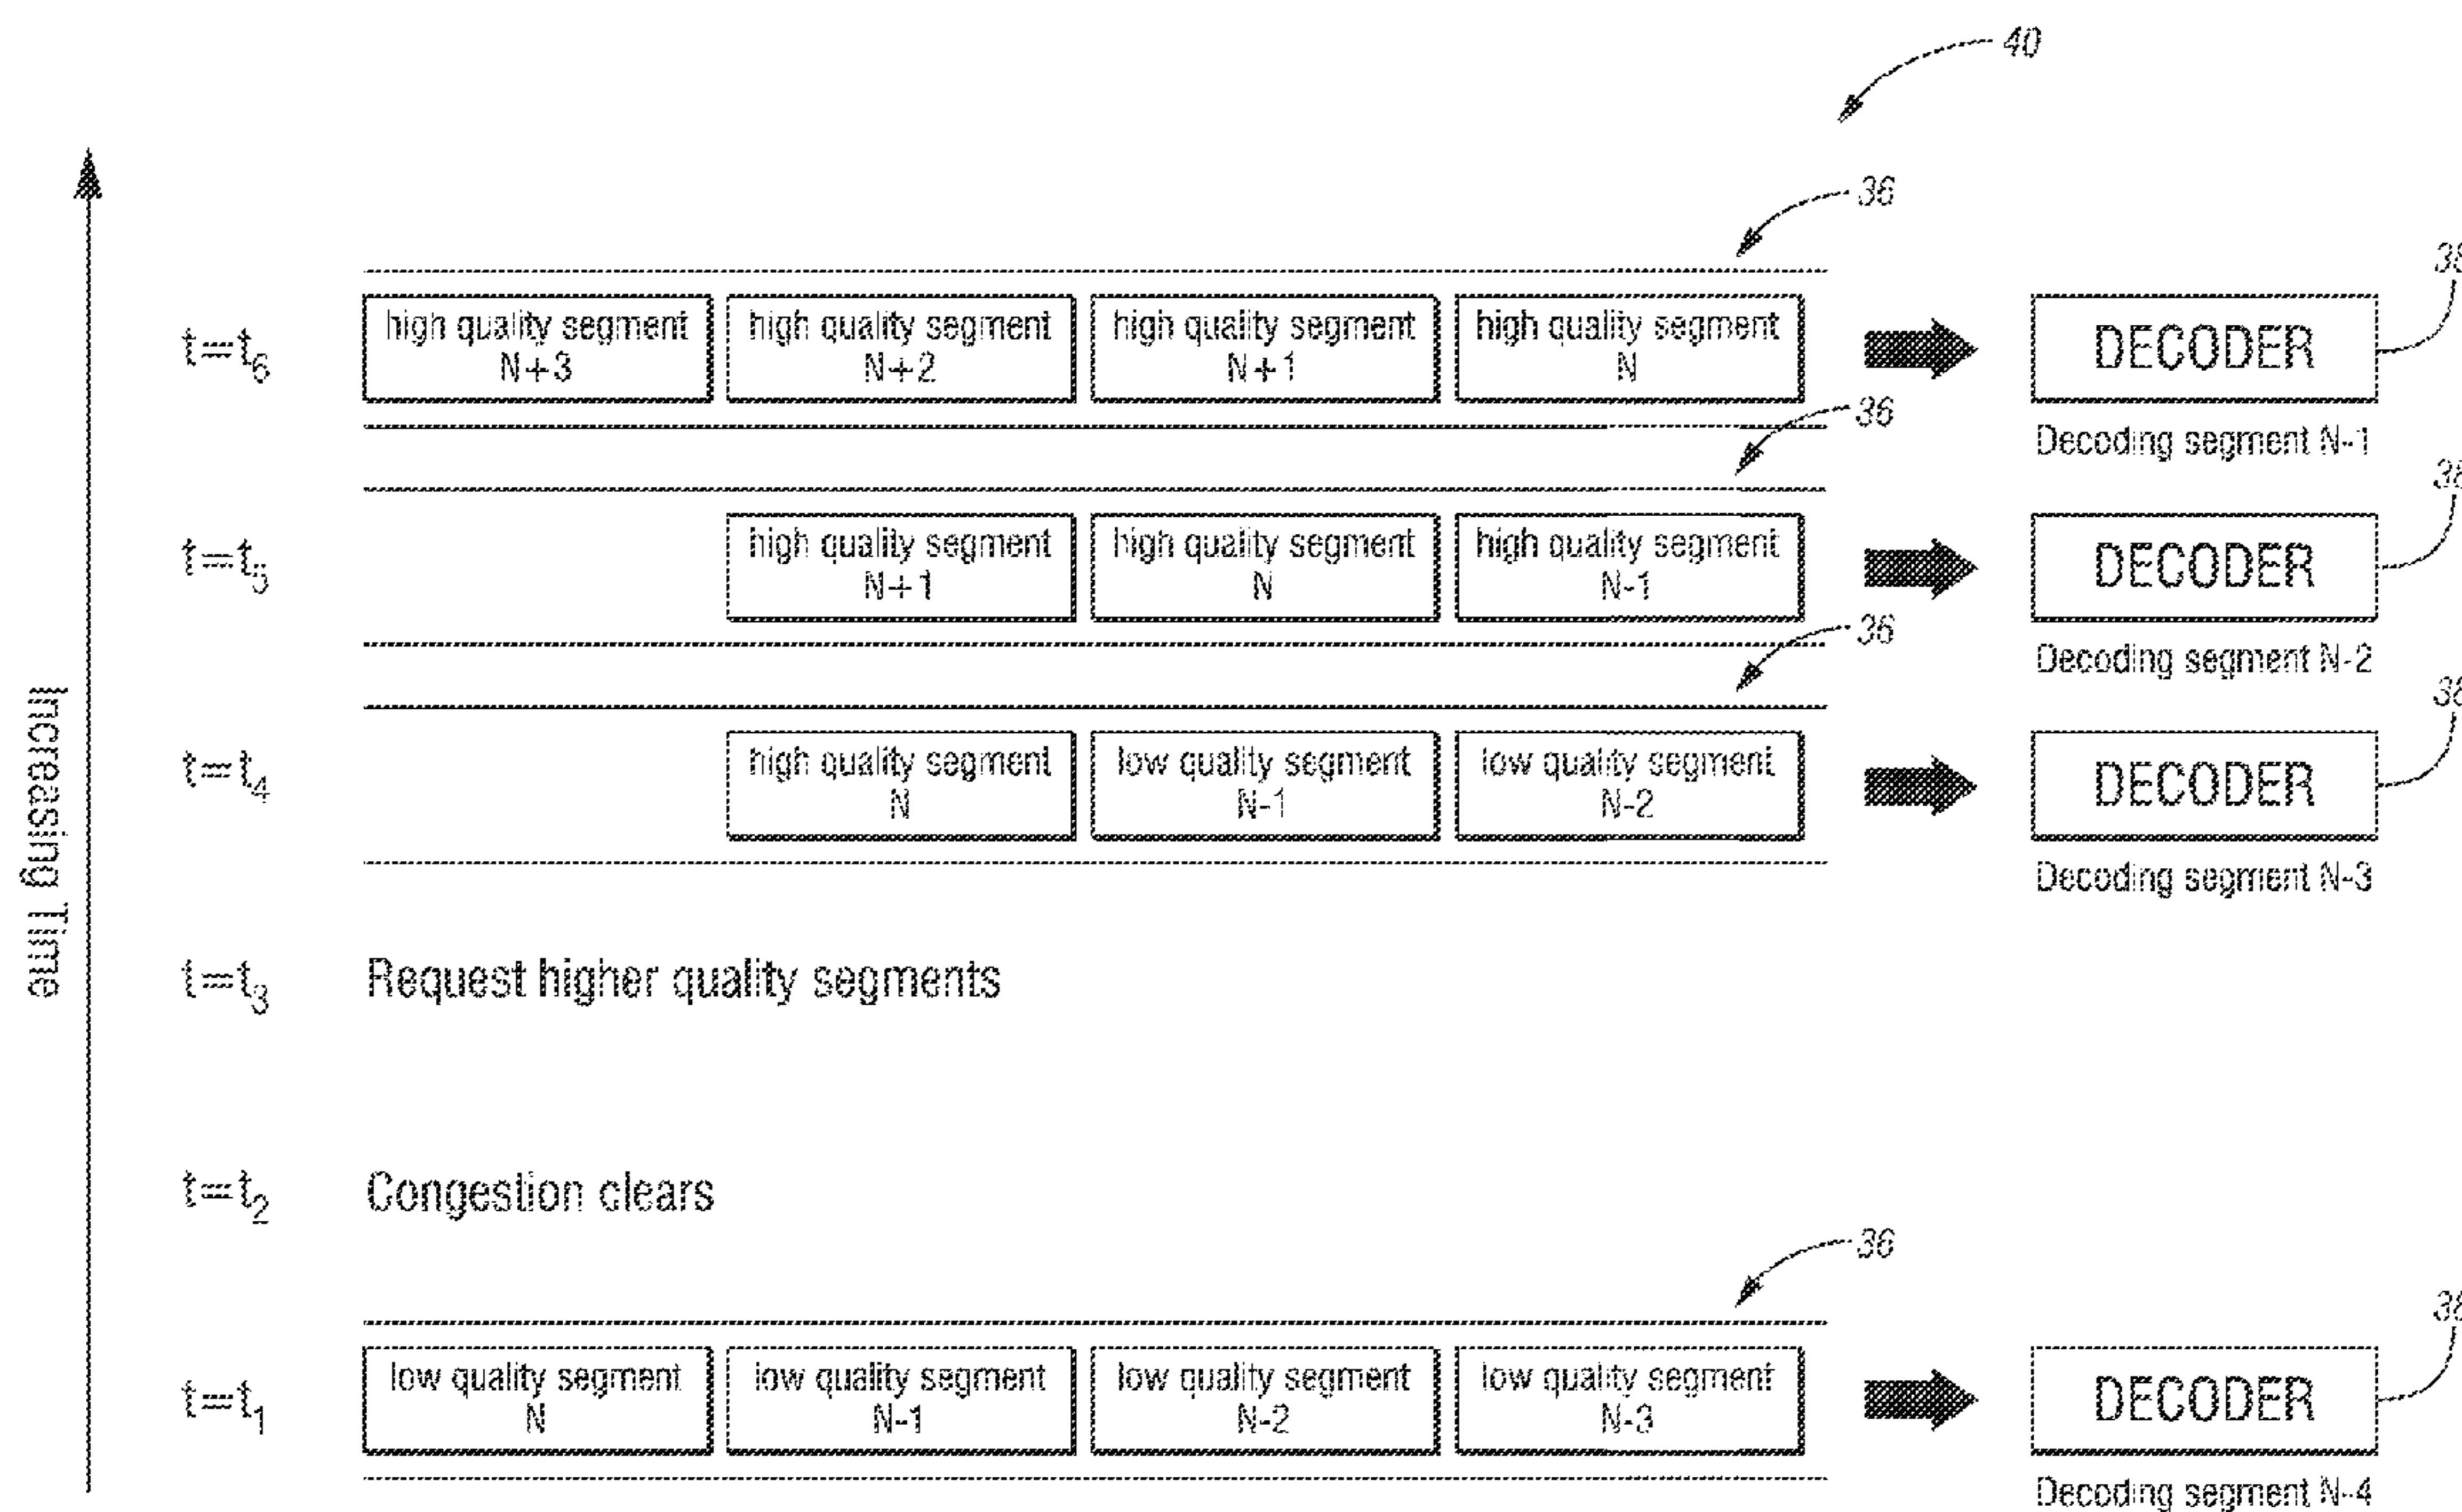 40
36
38
t=t6
high quality segment N+3
high quality segment N+2
high quality segment N+1
high quality segment N
DECODER
Decoding segment N-1
36
38
t=t5
high quality segment N+1
high quality segment N
high quality segment N-1
DECODER
Decoding segment N-2
36
38
t=t4
high quality segment N
low quality segment N-1
low quality segment N-2
DECODER
Decoding segment N-3
Increasing Time
t=t3
Request higher quality segments
t=t2
Congestion clears
36
38
t=t1
low quality segment N
low quality segment N-1
low quality segment N-2
low quality segment N-3
DECODER
Decoding segment N-4